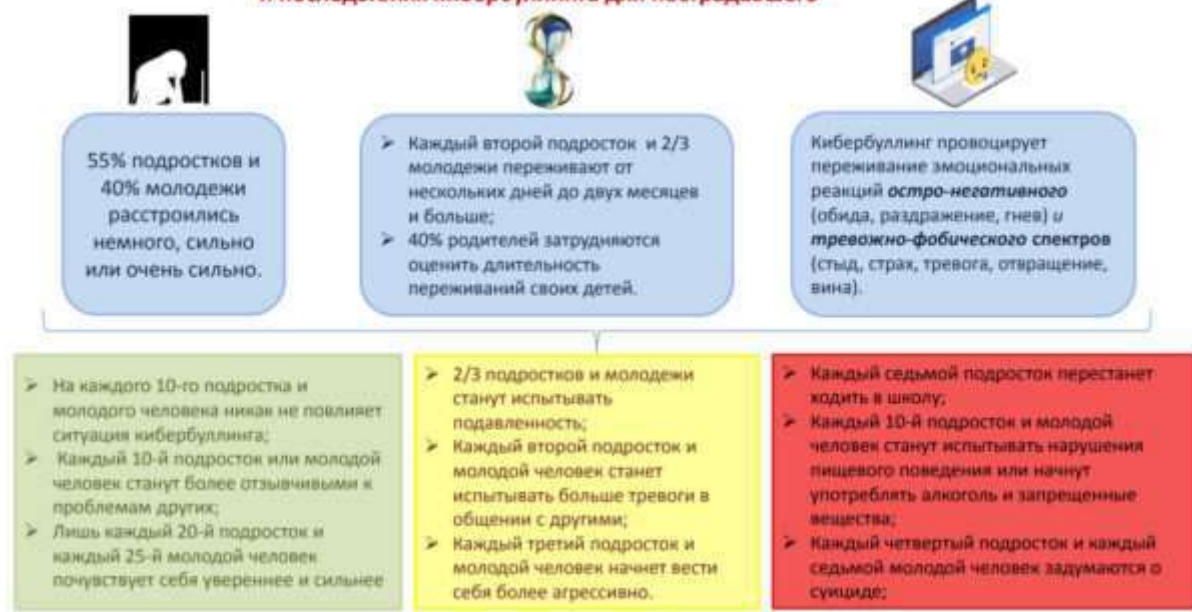 и последствия кибербуллинга для пострадавшего
55% подростков и
40% молодежи
расстроились
немного, сильно
или очень сильно.
➢ Каждый второй подросток и 2/3
молодежи переживают от
нескольких дней до двух месяцев
и больше;
➢ 40% родителей затрудняются
оценить длительность
переживаний своих детей.
Кибербуллинг провоцирует
переживание эмоциональных
реакций остро-негативного
(обида, раздражение, гнев) и
тревожно-фобического спектров
(стыд, страх, тревога, отвращение,
вина).
➢ На каждого 10-го подростка и
молодого человека никак не повлияет
ситуация кибербуллинга;
➢ Каждый 10-й подросток или молодой
человек станут более отзывчивыми к
проблемам других;
➢ Лишь каждый 20-й подросток и
каждый 25-й молодой человек
почувствует себя увереннее и сильнее
➢ 2/3 подростков и молодежи
станут испытывать
подавленность;
➢ Каждый второй подросток и
молодой человек станет
испытывать больше тревоги в
общении с другими;
➢ Каждый третий подросток и
молодой человек начнет вести
себя более агрессивно.
➢ Каждый седьмой подросток перестанет
ходить в школу;
➢ Каждый 10-й подросток и молодой
человек станут испытывать нарушения
пищевого поведения или начнут
употреблять алкоголь и запрещенные
вещества;
➢ Каждый четвертый подросток и каждый
седьмой молодой человек задумаются о
суициде;